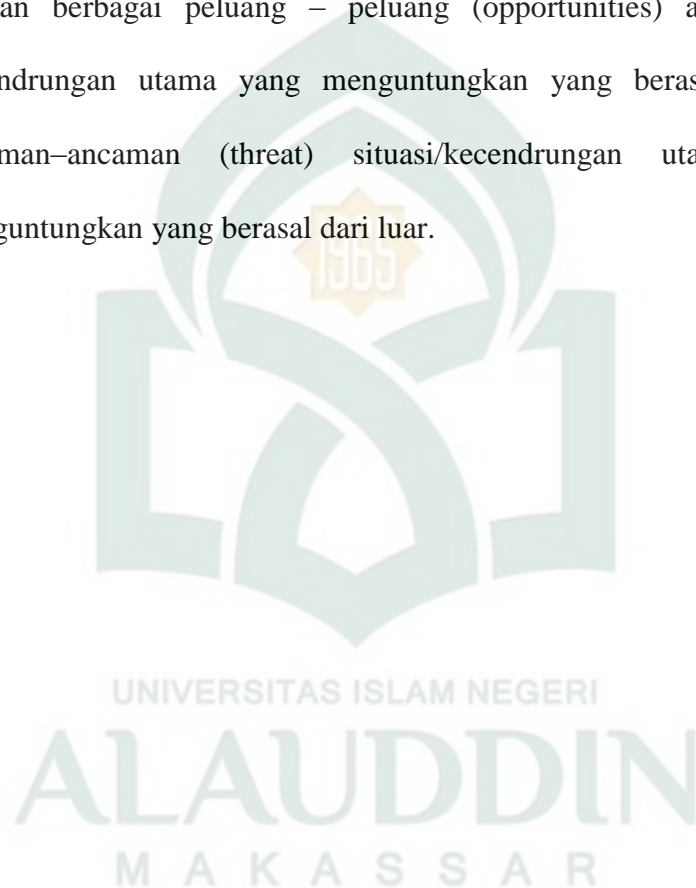 an berbagai peluang – peluang (opportunities) a
ndrungan utama yang menguntungkan yang beras
man–ancaman (threat) situasi/kecendrungan uta
guntungkan yang berasal dari luar.
1965
UNIVERSITAS ISLAM NEGERI
ALAUDDIN
MAKASSAR